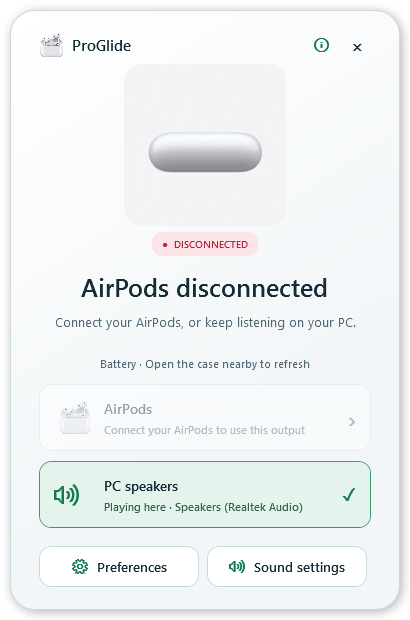 ProGlide
DISCONNECTED
AirPods disconnected
Connect your AirPods, or keep listening on your PC.
Battery · Open the case nearby to refresh
AirPods
Connect your AirPods to use this output
PC speakers
Playing here · Speakers (Realtek Audio)
Preferences
Sound settings